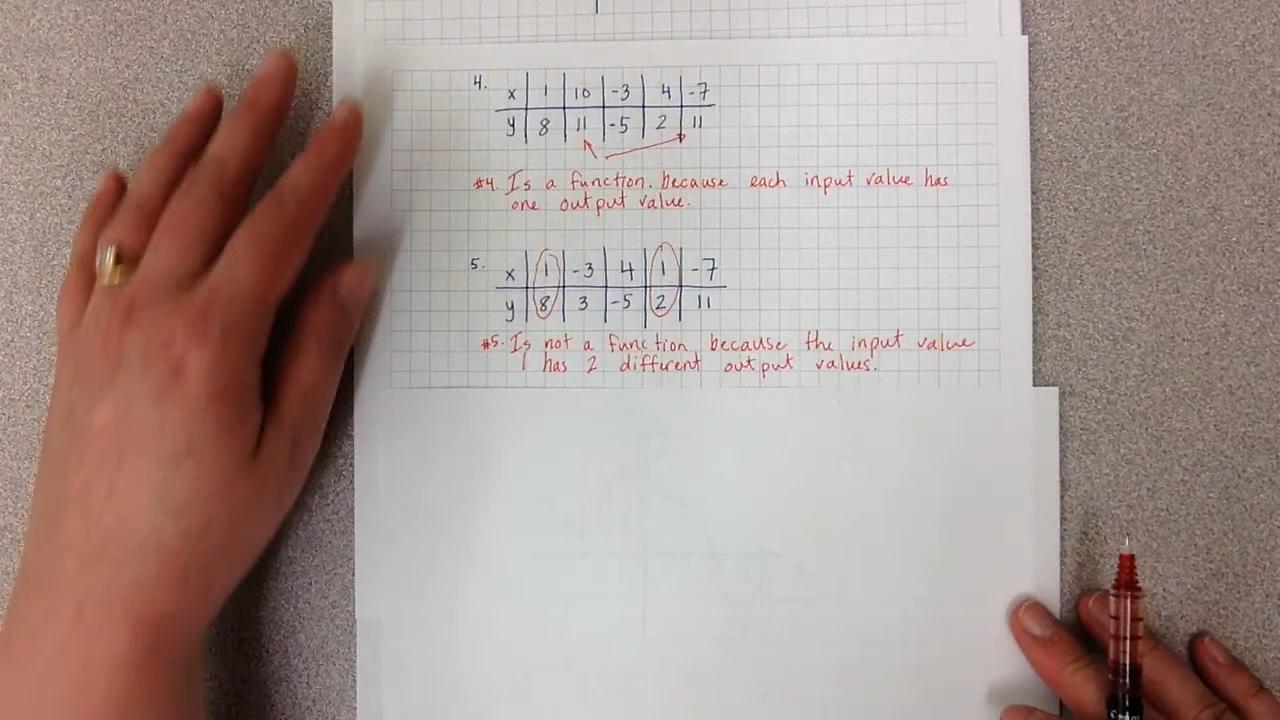 4. x 1 10 -3 4 -7
y 8 11 -5 2 11
#4. Is a function. because each input value has
one output value.
5. x 1 -3 4 1 -7
y 8 3 -5 2 11
#5. Is not a function because the input value
1 has 2 different output values.